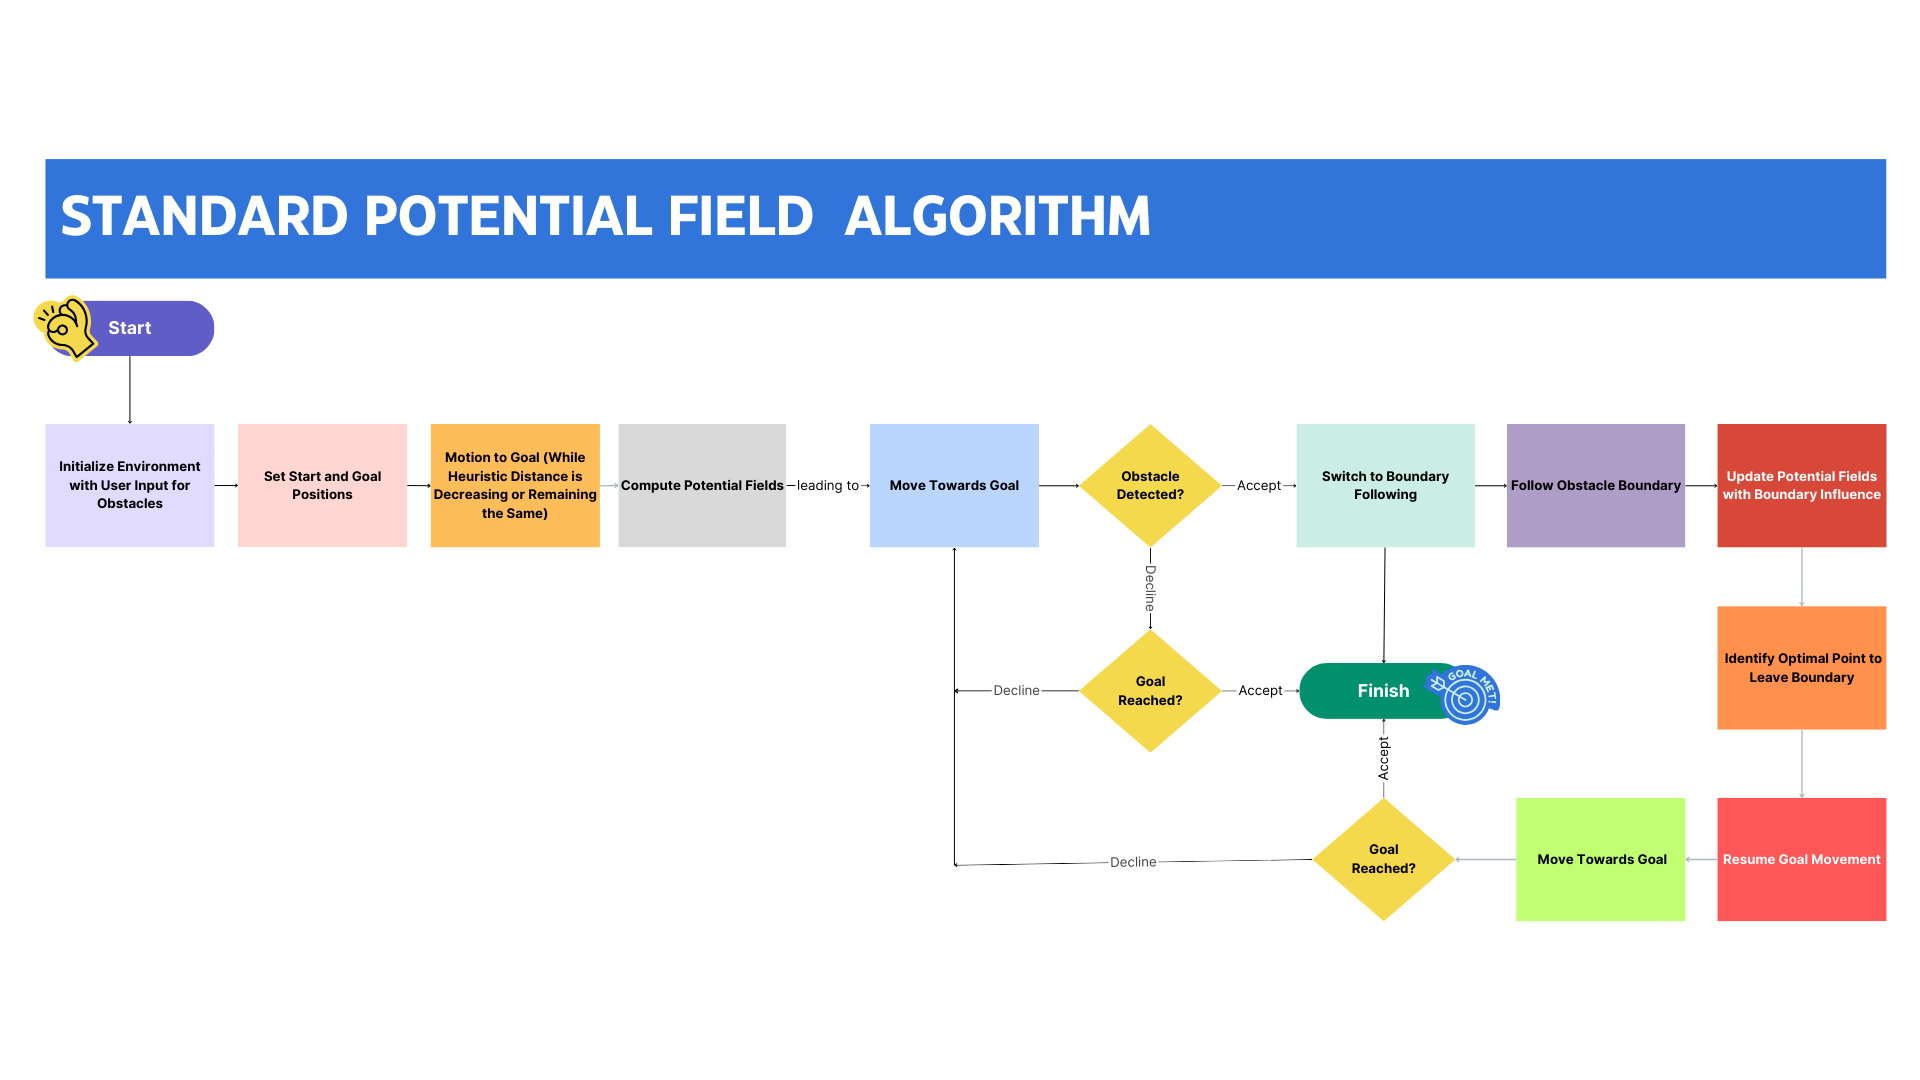 STANDARD POTENTIAL FIELD ALGORITHM
Start
Initialize Environment
with User Input for
Obstacles
Set Start and Goal
Positions
Motion to Goal (While
Heuristic Distance is
Decreasing or Remaining
the Same)
Compute Potential Fields
leading to
Move Towards Goal
Obstacle
Detected?
Accept
Switch to Boundary
Following
Follow Obstacle Boundary
Update Potential Fields
with Boundary Influence
Decline
Identify Optimal Point to
Leave Boundary
Decline
Goal
Reached?
Accept
Finish
GOAL MET!
Accept
Decline
Goal
Reached?
Move Towards Goal
Resume Goal Movement